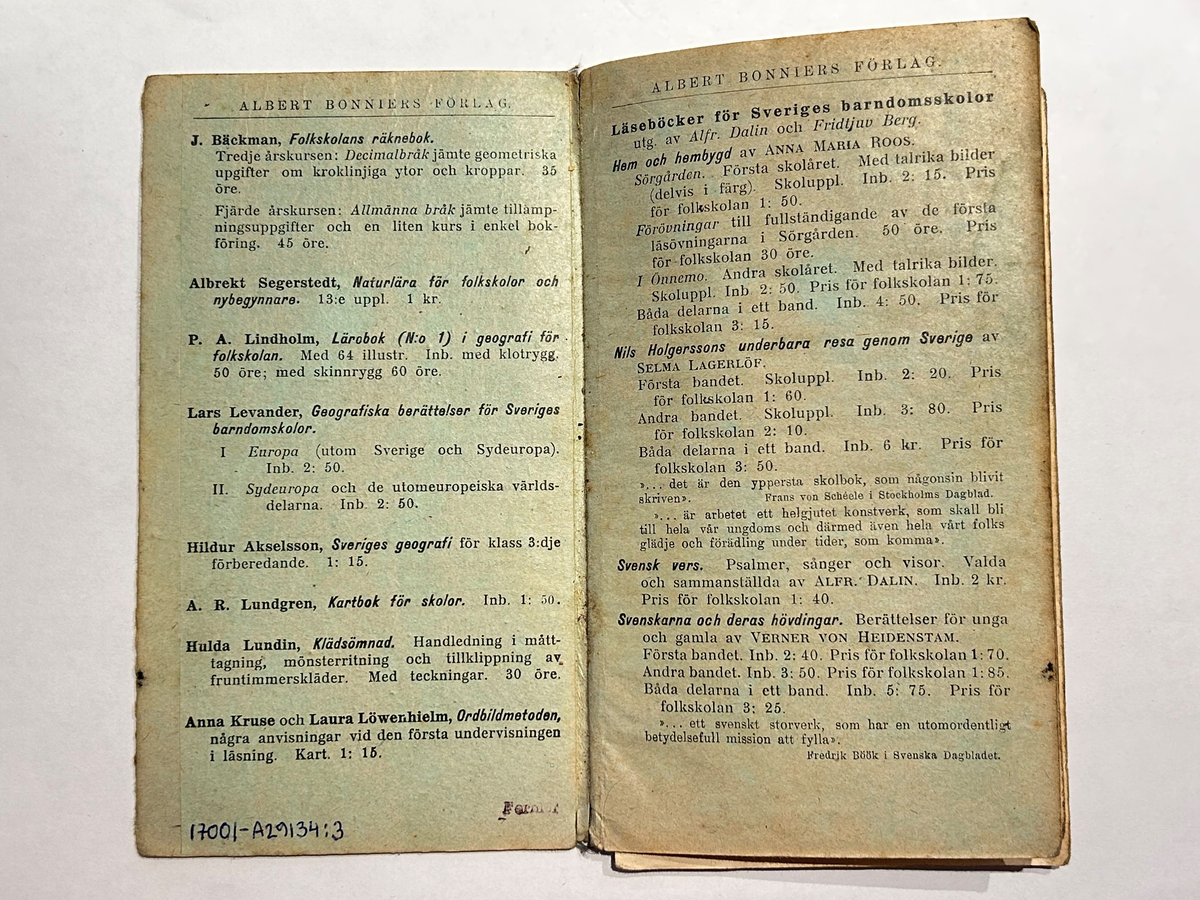 ALBERT BONNIERS FÖRLAG.
J. Bäckman, Folkskolans räknebok.
Tredje årskursen: Decimalbråk jämte geometriska
upgifter om kroklinjiga ytor och kroppar. 35
öre.
Fjärde årskursen: Allmänna bråk jämte tillämp-
ningsuppgifter och en liten kurs i enkel bok-
föring. 45 öre.
Albrekt Segerstedt, Naturlära för folkskolor och
nybegynnare. 13:e uppl. 1 kr.
P. A. Lindholm, Lärobok (N:o 1) i geografi för
folkskolan. Med 64 illustr. Inb. med klotrygg.
50 öre; med skinnrygg 60 öre.
Lars Levander, Geografiska berättelser för Sveriges
barndomskolor.
I Europa (utom Sverige och Sydeuropa).
Inb. 2: 50.
II. Sydeuropa och de utomeuropeiska världs-
delarna. Inb. 2: 50.
Hildur Akselsson, Sveriges geografi för klass 3:dje
förberedande. 1: 15.
A. R. Lundgren, Kartbok för skolor. Inb. 1: 50.
Hulda Lundin, Klädsömnad. Handledning i mått-
tagning, mönsterritning och tillklippning av
fruntimmerskläder. Med teckningar. 30 öre.
Anna Kruse och Laura Löwenhielm, Ordbildmetoden,
några anvisningar vid den första undervisningen
i läsning. Kart. 1: 15.
17001-A29134:3
ALBERT BONNIERS FÖRLAG.
Läseböcker för Sveriges barndomsskolor
utg. av Alfr. Dalin och Fridtjuv Berg.
Hem och hembygd av ANNA MARIA ROOS.
Sörgården. Första skolåret. Med talrika bilder
(delvis i färg). Skoluppl. Inb. 2: 15. Pris
för folkskolan 1: 50.
Förövningar till fullständigande av de första
läsövningarna i Sörgården. 50 öre. Pris
för folkskolan 30 öre.
I Önnemo. Andra skolåret. Med talrika bilder.
Skoluppl. Inb 2: 50. Pris för folkskolan 1: 75.
Båda delarna i ett band. Inb. 4: 50. Pris för
folkskolan 3: 15.
Nils Holgerssons underbara resa genom Sverige av
SELMA LAGERLÖF.
Första bandet. Skoluppl. Inb. 2: 20. Pris
för folkskolan 1: 60.
Andra bandet. Skoluppl. Inb. 3: 80. Pris
för folkskolan 2: 10.
Båda delarna i ett band. Inb. 6 kr. Pris för
folkskolan 3: 50.
»... det är den yppersta skolbok, som någonsin blivit
skriven». Frans von Schéele i Stockholms Dagblad.
»... är arbetet ett helgjutet konstverk, som skall bli
till hela vår ungdoms och därmed även hela vårt folks
glädje och förädling under tider, som komma».
Svensk vers. Psalmer, sånger och visor. Valda
och sammanställda av ALFR. DALIN. Inb. 2 kr.
Pris för folkskolan 1: 40.
Svenskarna och deras hövdingar. Berättelser för unga
och gamla av VERNER VON HEIDENSTAM.
Första bandet. Inb. 2: 40. Pris för folkskolan 1: 70.
Andra bandet. Inb. 3: 50. Pris för folkskolan 1: 85.
Båda delarna i ett band. Inb. 5: 75. Pris för
folkskolan 3: 25.
»... ett svenskt storverk, som har en utomordentligt
betydelsefull mission att fylla».
Fredrik Böök i Svenska Dagbladet.